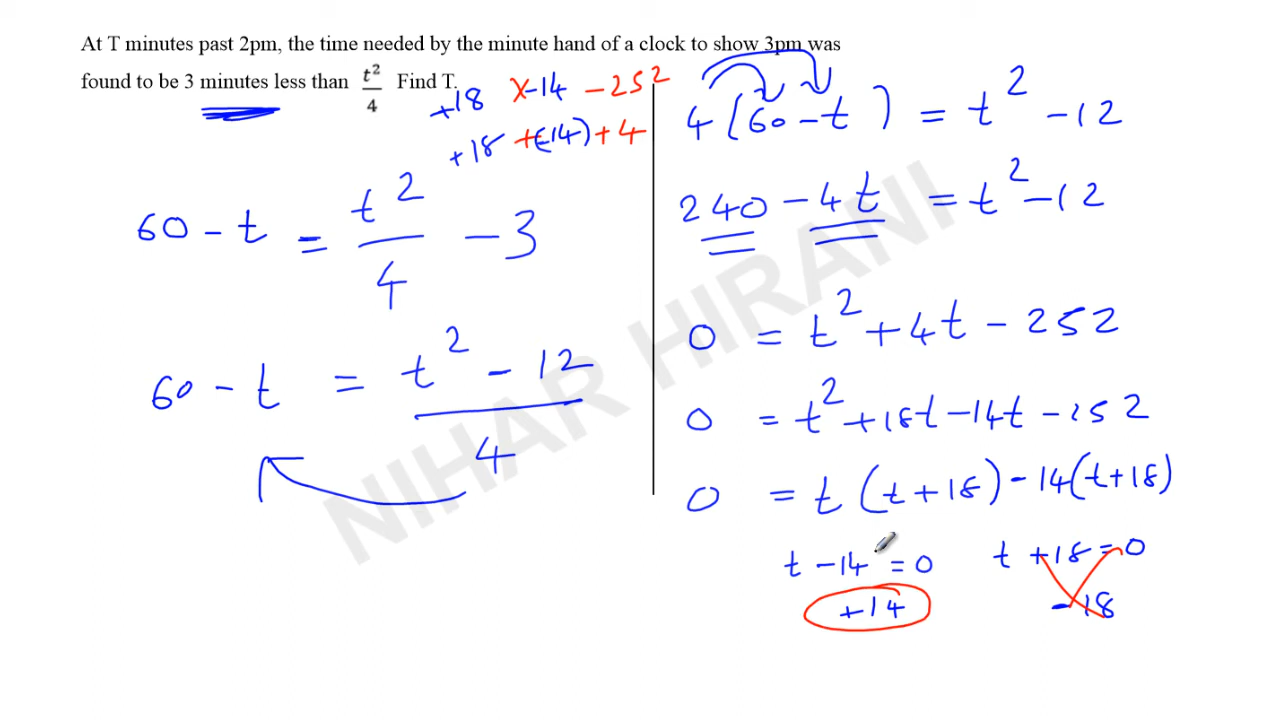 At T minutes past 2pm, the time needed by the minute hand of a clock to show 3pm was
found to be 3 minutes less than t²/4 Find T.
+18 x -14 -252
+18 +(-14) +4
60 - t = t²/4 - 3
60 - t = t² - 12 / 4
4(60 - t) = t² - 12
240 - 4t = t² - 12
0 = t² + 4t - 252
0 = t² + 18t - 14t - 252
0 = t(t+18) - 14(t+18)
t - 14 = 0 t + 18 = 0
+14 -18
NIHAR HIRANI